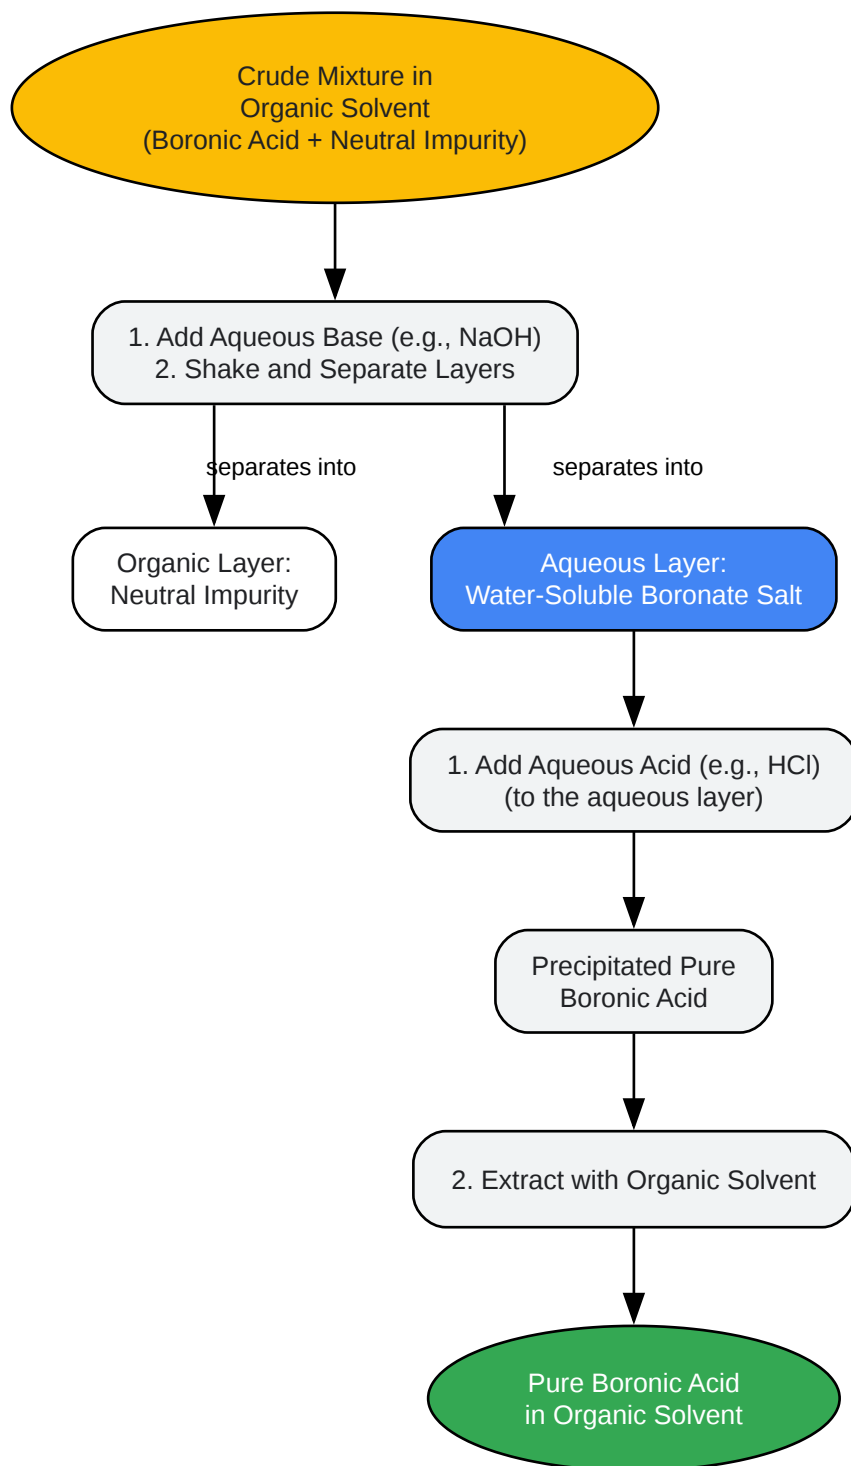 Crude Mixture in
Organic Solvent
(Boronic Acid + Neutral Impurity)
1. Add Aqueous Base (e.g., NaOH)
2. Shake and Separate Layers
separates into
separates into
Organic Layer:
Neutral Impurity
Aqueous Layer:
Water-Soluble Boronate Salt
1. Add Aqueous Acid (e.g., HCl)
(to the aqueous layer)
Precipitated Pure
Boronic Acid
2. Extract with Organic Solvent
Pure Boronic Acid
in Organic Solvent